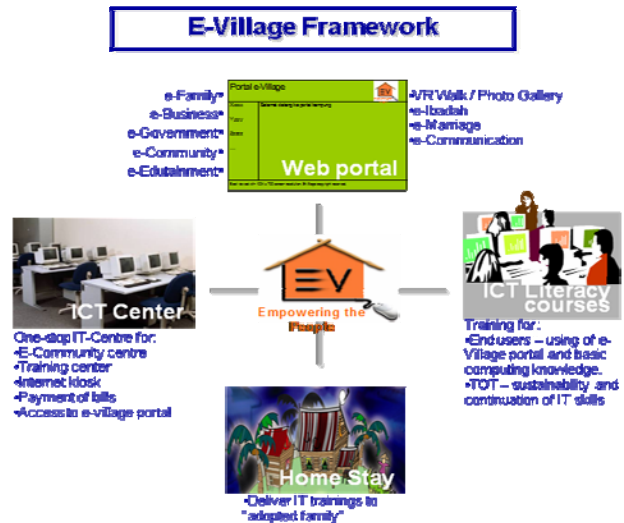 E-Village Framework
e-Family•
e-Business•
e-Government•
e-Community•
e-Edutainment•
Portal e-Village
EV
Web portal
•VR Walk / Photo Gallery
•e-Ibadah
•e-Marriage
•e-Communication
ICT Center
One-stop IT-Centre for:
•E-Community centre
•Training center
•Internet kiosk
•Payment of bills
•Access to e-village portal
EV
Empowering the
People
ICT Literacy
courses
Training for:
•End users – using of e-
Village portal and basic
computing knowledge.
•TOT – sustainability and
continuation of IT skills
Home Stay
•Deliver IT trainings to
"adopted family"